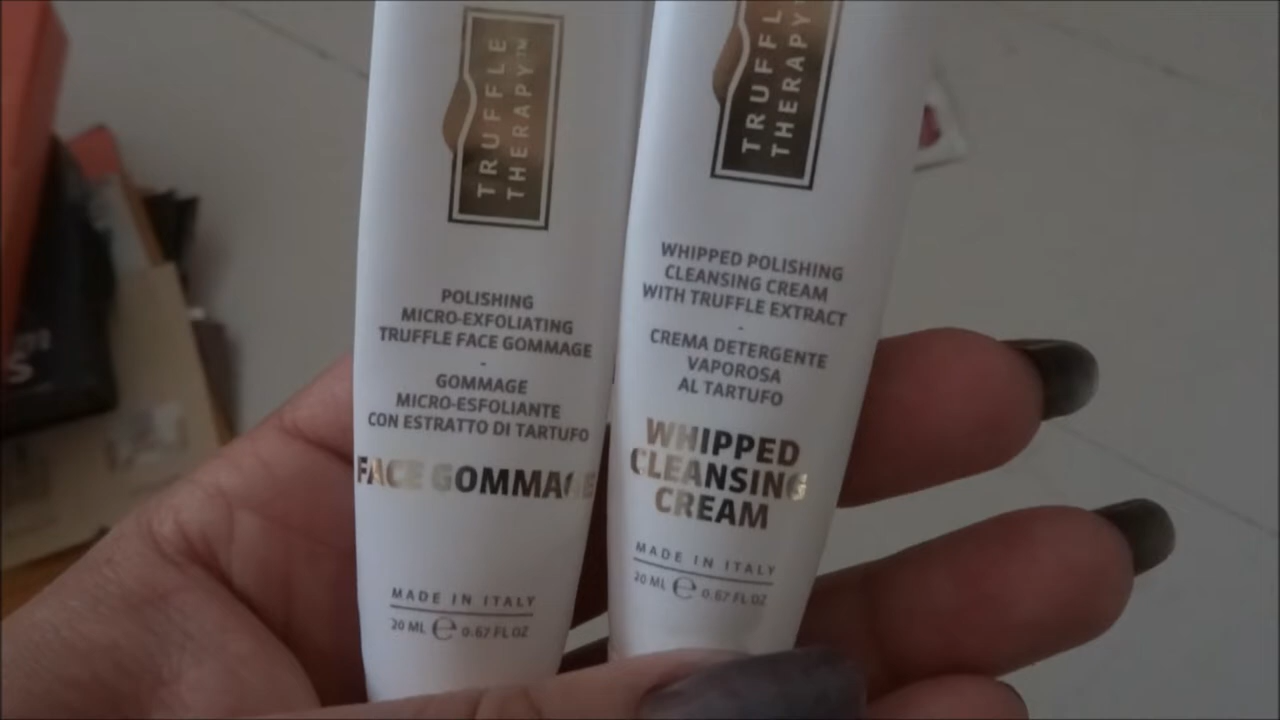 TRUFFLE
THERAPY™
POLISHING
MICRO-EXFOLIATING
TRUFFLE FACE GOMMAGE
-
GOMMAGE
MICRO-ESFOLIANTE
CON ESTRATTO DI TARTUFO
FACE GOMMAGE
MADE IN ITALY
20 ML ℮ 0.67 FL OZ
TRUFFL
THERAPY
WHIPPED POLISHING
CLEANSING CREAM
WITH TRUFFLE EXTRACT
-
CREMA DETERGENTE
VAPOROSA
AL TARTUFO
WHIPPED
CLEANSING
CREAM
MADE IN ITALY
20 ML ℮ 0.67 FL OZ